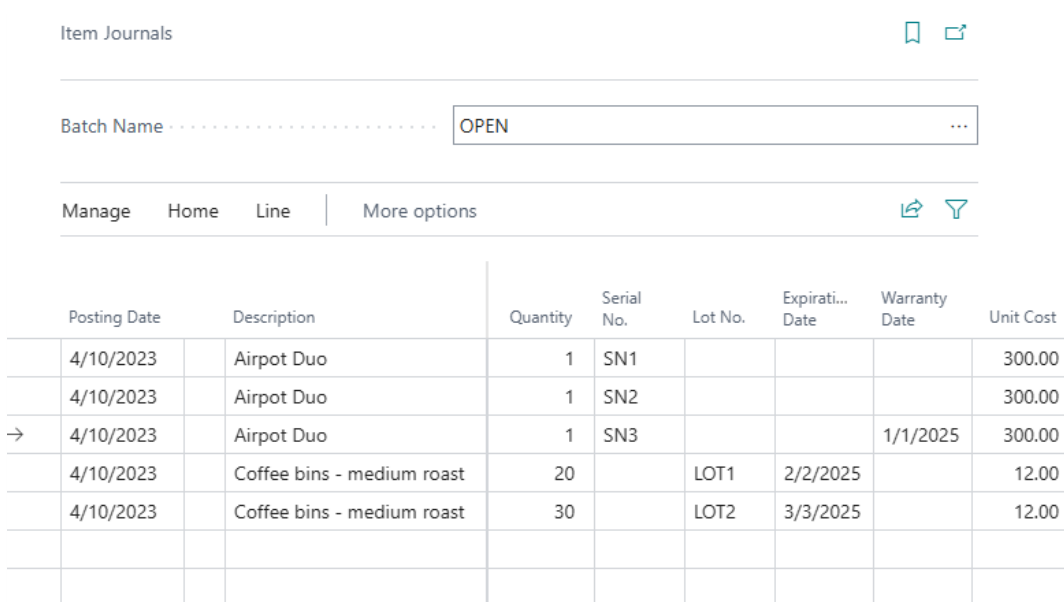 Item Journals
Batch Name OPEN ...
Manage Home Line More options
Posting Date Description Quantity Serial No. Lot No. Expirati... Date Warranty Date Unit Cost
4/10/2023 Airpot Duo 1 SN1 300.00
4/10/2023 Airpot Duo 1 SN2 300.00
4/10/2023 Airpot Duo 1 SN3 1/1/2025 300.00
4/10/2023 Coffee bins - medium roast 20 LOT1 2/2/2025 12.00
4/10/2023 Coffee bins - medium roast 30 LOT2 3/3/2025 12.00